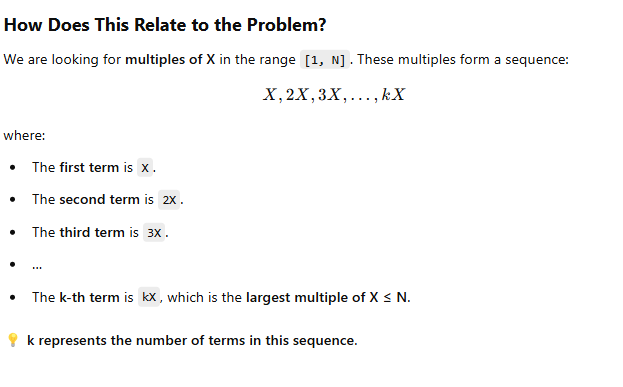 How Does This Relate to the Problem?
We are looking for multiples of X in the range [1, N]. These multiples form a sequence:
X, 2X, 3X, ..., kX
where:
• The first term is X.
• The second term is 2X.
• The third term is 3X.
• ...
• The k-th term is kX, which is the largest multiple of X ≤ N.
💡 k represents the number of terms in this sequence.